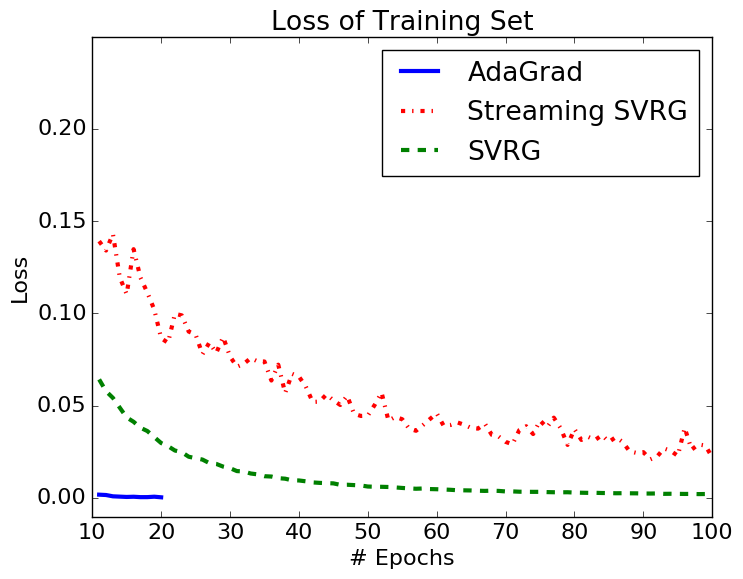 Loss of Training Set
AdaGrad
Streaming SVRG
SVRG
Loss
0.20
0.15
0.10
0.05
0.00
10 20 30 40 50 60 70 80 90 100
# Epochs